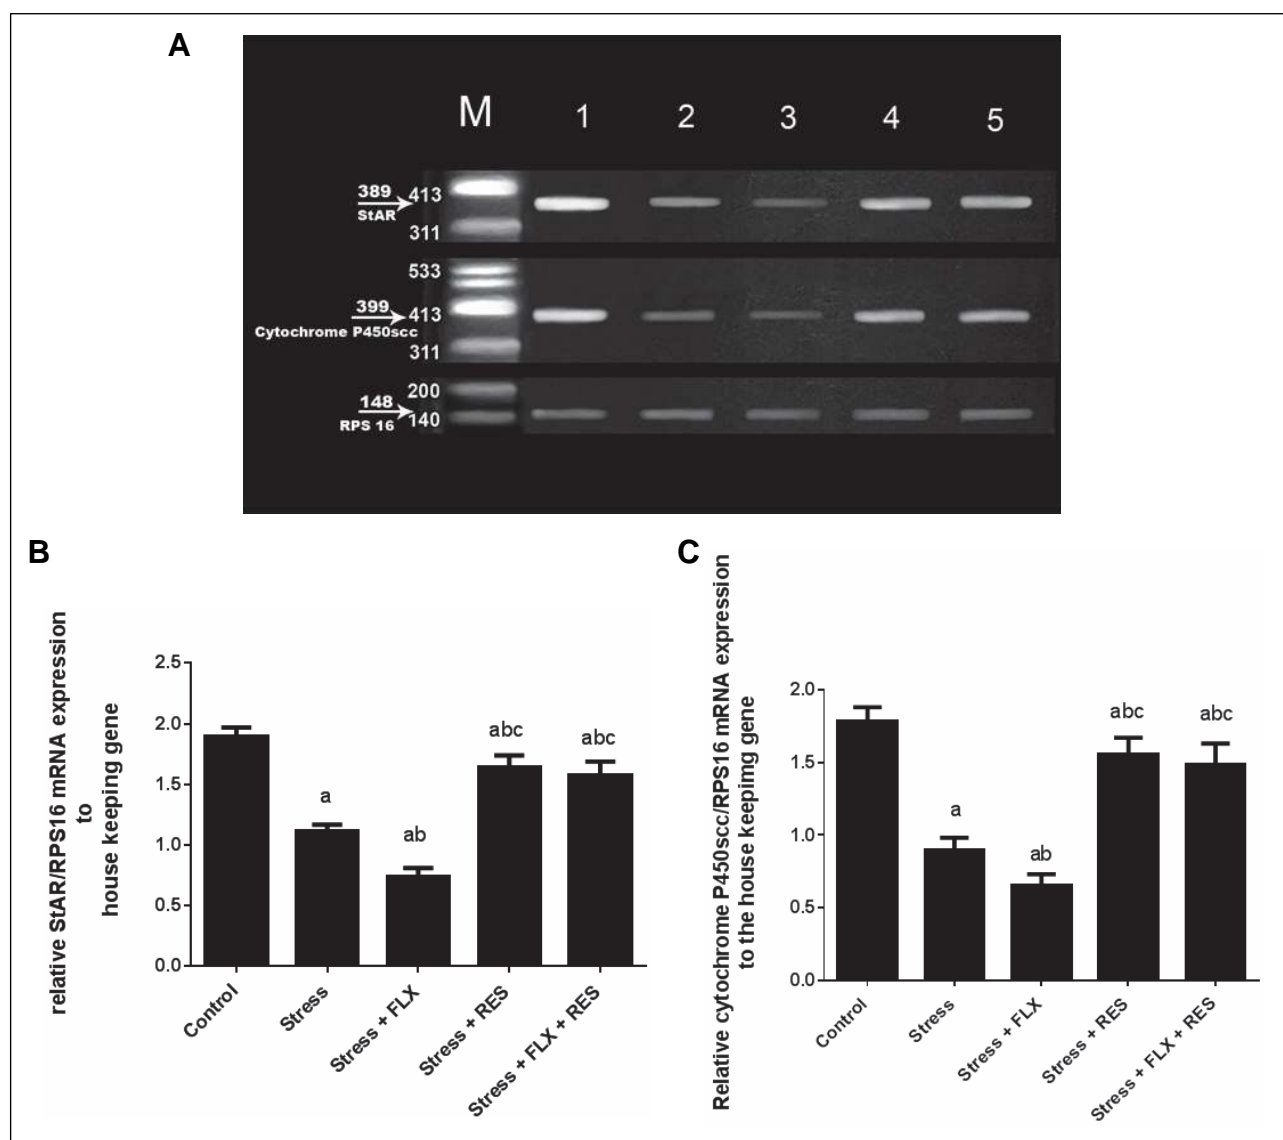 A
M 1 2 3 4 5
389
StAR
413
311
533
399
413
Cytochrome P450scc
311
200
148
140
RPS 16
B
relative StAR/RPS16 mRNA expression
to
house keeping gene
2.5
2.0
1.5
1.0
0.5
0.0
a
ab
abc
abc
Control
Stress
Stress + FLX
Stress + RES
Stress + FLX + RES
C
Relative cytochrome P450scc/RPS16 mRNA expression
to the house keepimg gene
2.0
1.5
1.0
0.5
0.0
a
ab
abc
abc
Control
Stress
Stress + FLX
Stress + RES
Stress + FLX + RES